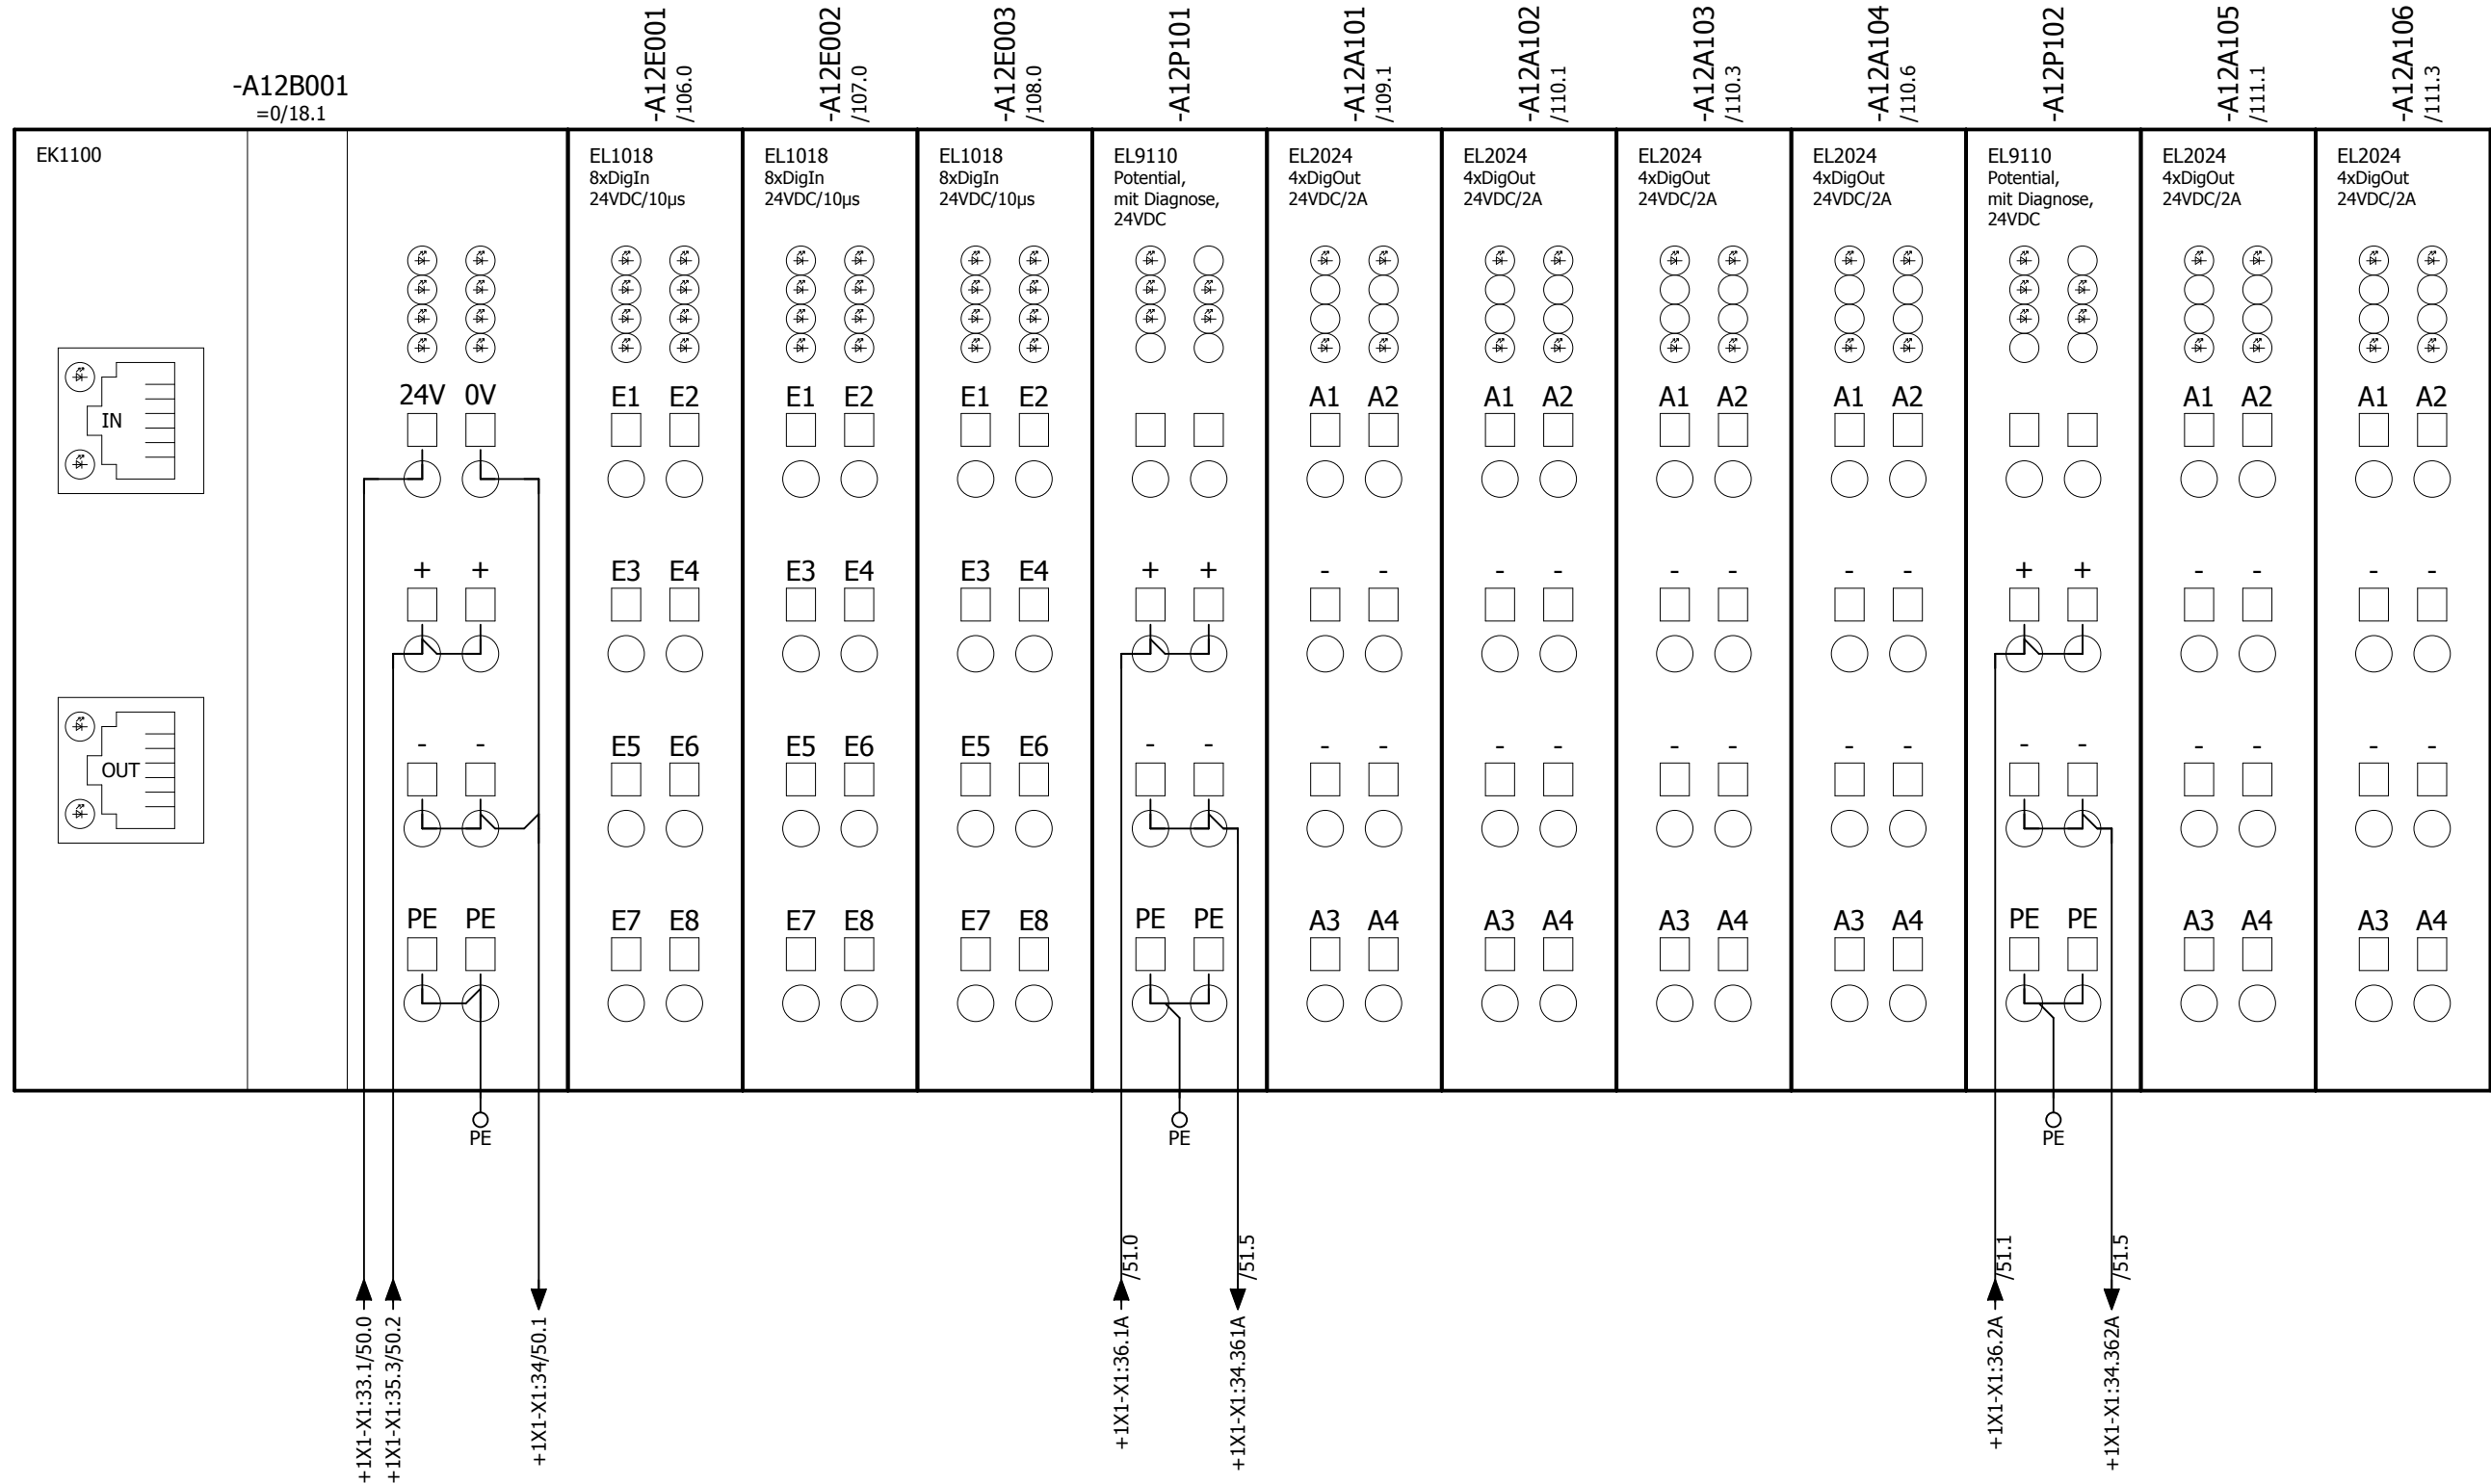 -A12B001
=0/18.1
-A12E001
/106.0
-A12E002
/107.0
-A12E003
/108.0
-A12P101
-A12A101
/109.1
-A12A102
/110.1
-A12A103
/110.3
-A12A104
/110.6
-A12P102
-A12A105
/111.1
-A12A106
/111.3
EK1100
IN
OUT
24V 0V
+ +
- -
PE PE
EL1018
8xDigIn
24VDC/10µs
E1 E2
E3 E4
E5 E6
E7 E8
EL1018
8xDigIn
24VDC/10µs
E1 E2
E3 E4
E5 E6
E7 E8
EL1018
8xDigIn
24VDC/10µs
E1 E2
E3 E4
E5 E6
E7 E8
EL9110
Potential,
mit Diagnose,
24VDC
+ +
- -
PE PE
EL2024
4xDigOut
24VDC/2A
A1 A2
- -
- -
A3 A4
EL2024
4xDigOut
24VDC/2A
A1 A2
- -
- -
A3 A4
EL2024
4xDigOut
24VDC/2A
A1 A2
- -
- -
A3 A4
EL2024
4xDigOut
24VDC/2A
A1 A2
- -
- -
A3 A4
EL9110
Potential,
mit Diagnose,
24VDC
+ +
- -
PE PE
EL2024
4xDigOut
24VDC/2A
A1 A2
- -
- -
A3 A4
EL2024
4xDigOut
24VDC/2A
A1 A2
- -
- -
A3 A4
PE
PE
PE
+1X1-X1:33.1/50.0
+1X1-X1:35.3/50.2
+1X1-X1:34/50.1
/51.0
+1X1-X1:36.1A
/51.5
+1X1-X1:34.361A
/51.1
+1X1-X1:36.2A
/51.5
+1X1-X1:34.362A